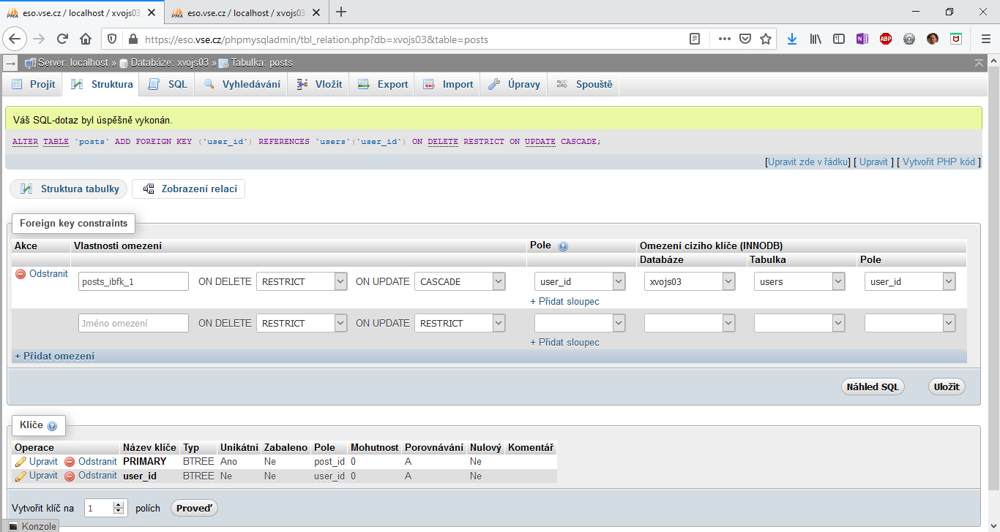 eso.vse.cz / localhost / xvojs03
eso.vse.cz / localhost / xvojs03
https://eso.vse.cz/phpmysqladmin/tbl_relation.php?db=xvojs03&table=posts
Server: localhost » Databáze: xvojs03 » Tabulka: posts
Projít Struktura SQL Vyhledávání Vložit Export Import Úpravy Spouště
Váš SQL-dotaz byl úspěšně vykonán.
ALTER TABLE `posts` ADD FOREIGN KEY (`user_id`) REFERENCES `users`(`user_id`) ON DELETE RESTRICT ON UPDATE CASCADE;
[Upravit zde v řádku] [ Upravit ] [ Vytvořit PHP kód ]
Struktura tabulky Zobrazení relací
Foreign key constraints
Akce Vlastnosti omezení Pole Omezení cizího klíče (INNODB)
Databáze Tabulka Pole
Odstranit posts_ibfk_1 ON DELETE RESTRICT ON UPDATE CASCADE user_id xvojs03 users user_id
+ Přidat sloupec
Jméno omezení ON DELETE RESTRICT ON UPDATE RESTRICT
+ Přidat sloupec
+ Přidat omezení
Náhled SQL Uložit
Klíče
Operace Název klíče Typ Unikátní Zabaleno Pole Mohutnost Porovnávání Nulový Komentář
Upravit Odstranit PRIMARY BTREE Ano Ne post_id 0 A Ne
Upravit Odstranit user_id BTREE Ne Ne user_id 0 A Ne
Vytvořit klíč na 1 polích Proveď
Konzole